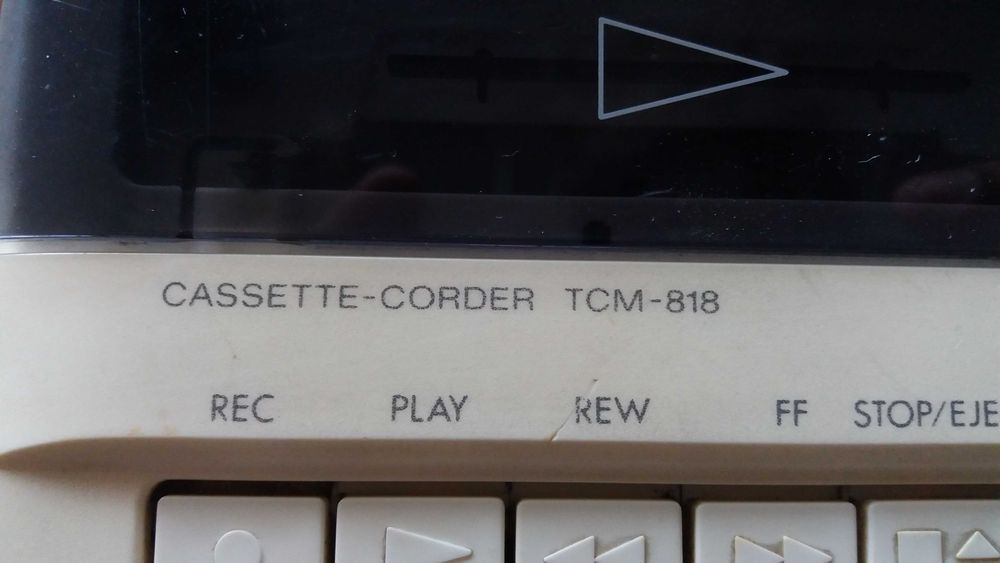 CASSETTE-CORDER TCM-818
REC PLAY REW FF STOP/EJE